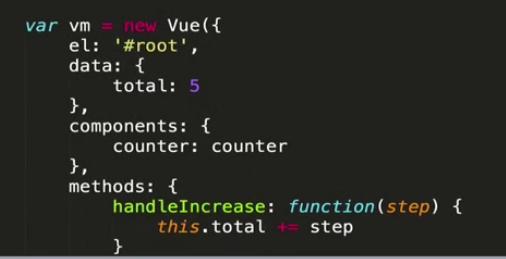 var vm = new Vue({
    el: '#root',
    data: {
        total: 5
    },
    components: {
        counter: counter
    },
    methods: {
        handleIncrease: function(step) {
            this.total += step
        }